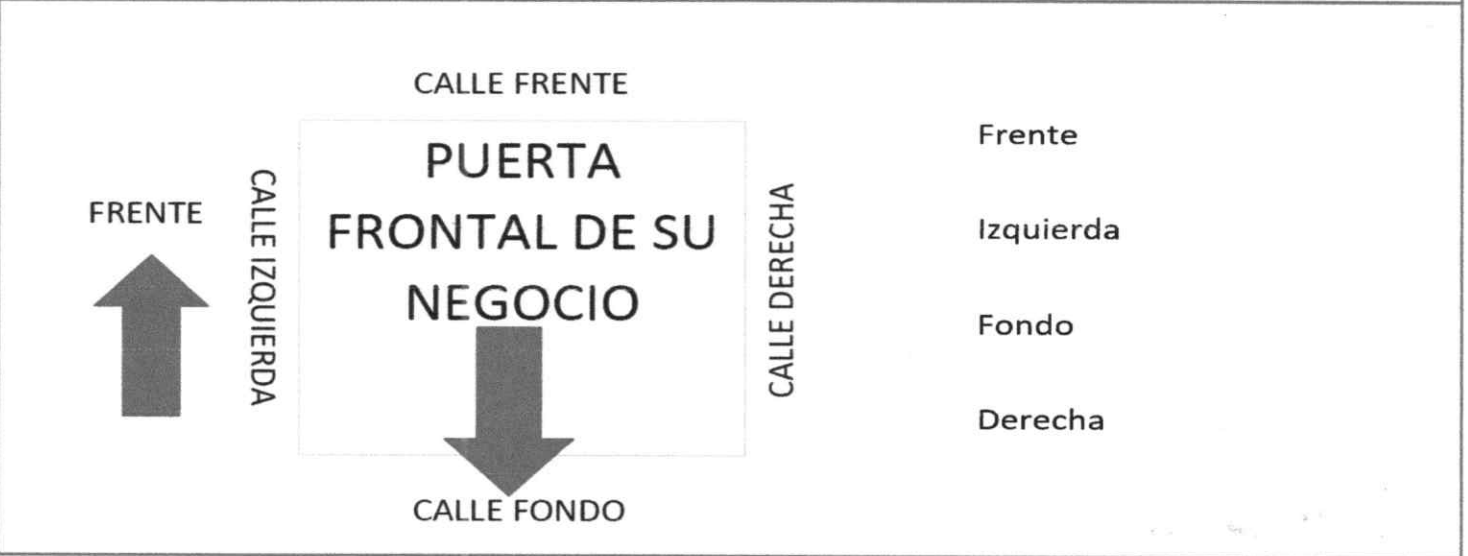 CALLE FRENTE
PUERTA
FRONTAL DE SU
NEGOCIO
FRENTE
CALLE IZQUIERDA
CALLE DERECHA
CALLE FONDO
Frente
Izquierda
Fondo
Derecha